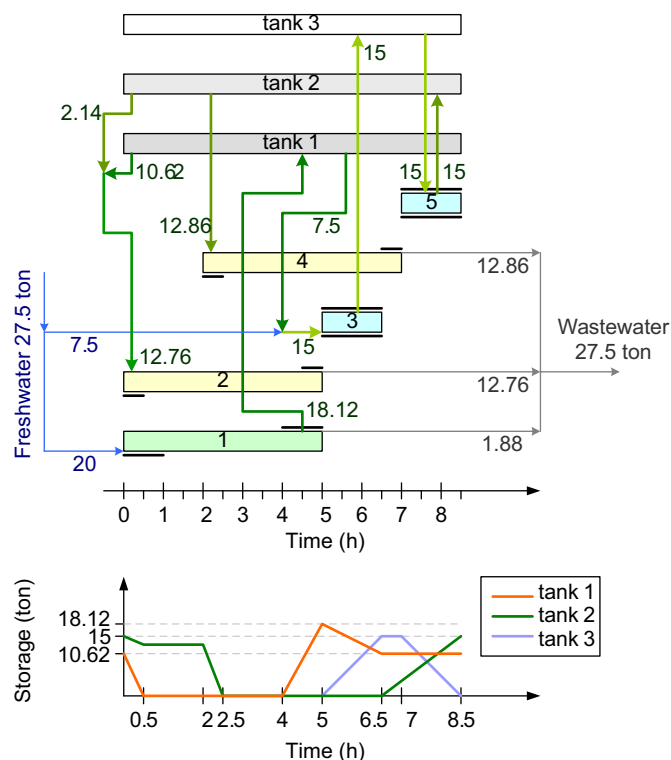 tank 3
15
tank 2
2.14
tank 1
10.62
15
15
12.86
7.5
5
4
12.86
3
Freshwater 27.5 ton
7.5
15
Wastewater
27.5 ton
12.76
2
12.76
18.12
1
1.88
20
0 1 2 3 4 5 6 7 8
Time (h)
Storage (ton)
18.12
15
10.62
tank 1
tank 2
tank 3
0.5 2 2.5 4 5 6.5 7 8.5
Time (h)